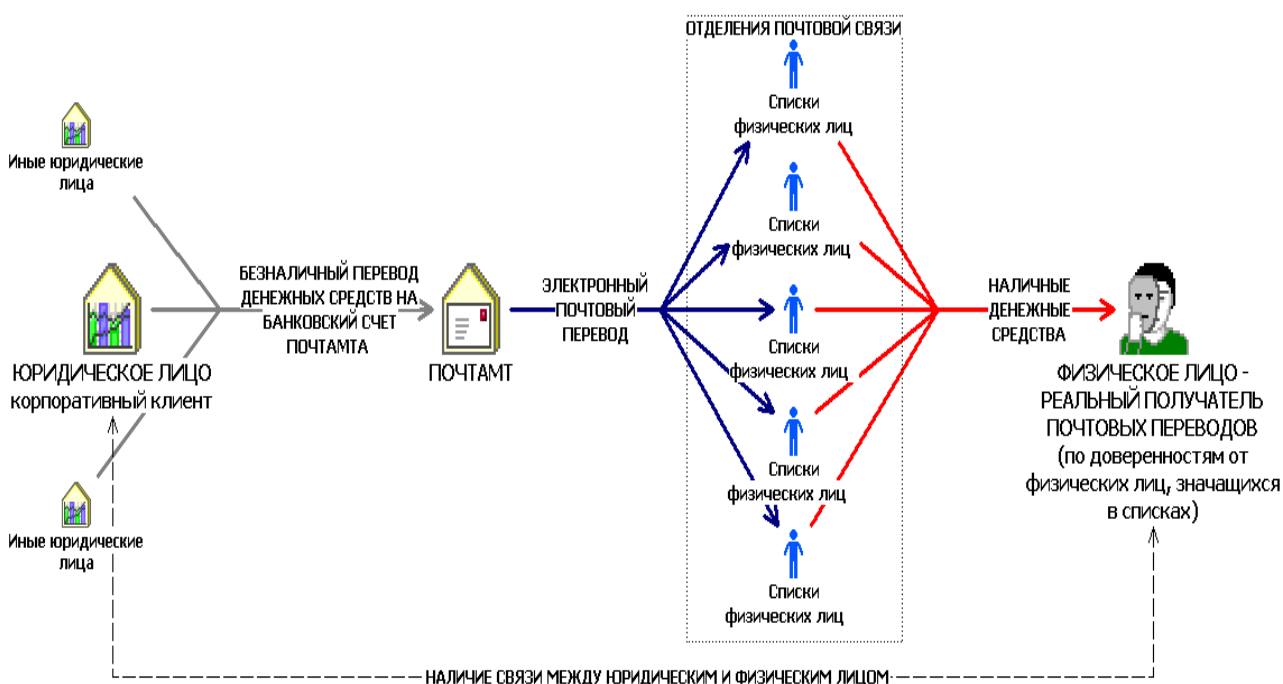 ОТДЕЛЕНИЯ ПОЧТОВОЙ СВЯЗИ
Иные юридические
лица
ЮРИДИЧЕСКОЕ ЛИЦО
корпоративный клиент
Иные юридические
лица
БЕЗНАЛИЧНЫЙ ПЕРЕВОД
ДЕНЕЖНЫХ СРЕДСТВ НА
БАНКОВСКИЙ СЧЕТ
ПОЧТАМТА
ПОЧТАМТ
ЭЛЕКТРОННЫЙ
ПОЧТОВЫЙ
ПЕРЕВОД
Списки
физических лиц
Списки
физических лиц
Списки
физических лиц
Списки
физических лиц
Списки
физических лиц
НАЛИЧНЫЕ
ДЕНЕЖНЫЕ
СРЕДСТВА
ФИЗИЧЕСКОЕ ЛИЦО -
РЕАЛЬНЫЙ ПОЛУЧАТЕЛЬ
ПОЧТОВЫХ ПЕРЕВОДОВ
(по доверенностям от
физических лиц, значащихся
в списках)
НАЛИЧИЕ СВЯЗИ МЕЖДУ ЮРИДИЧЕСКИМ И ФИЗИЧЕСКИМ ЛИЦОМ